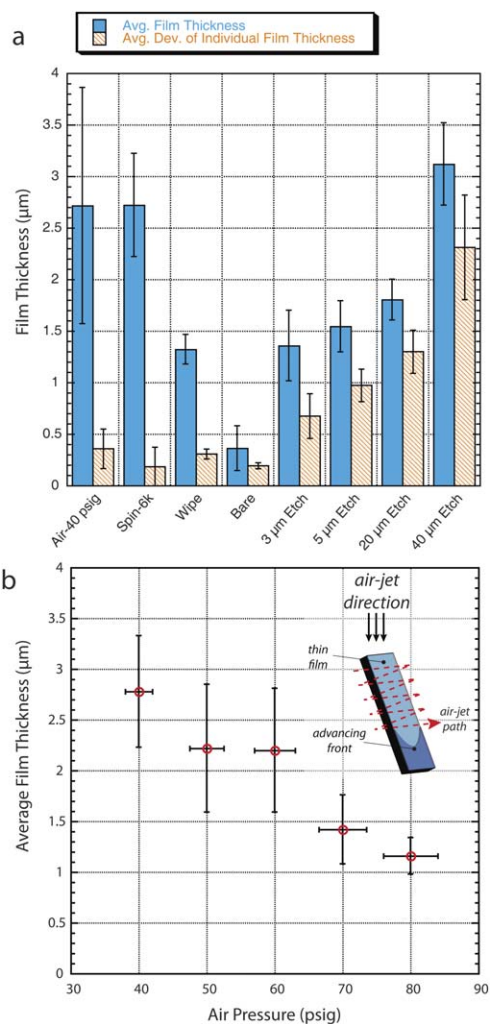 a
Avg. Film Thickness
Avg. Dev. of Individual Film Thickness
4
3.5
3
2.5
2
1.5
1
0.5
0
Film Thickness (µm)
Air-40 psig
Spin-6k
Wipe
Bare
3 µm Etch
5 µm Etch
20 µm Etch
40 µm Etch
b
4
3.5
3
2.5
2
1.5
1
0.5
0
Average Film Thickness (µm)
air-jet
direction
thin
film
air-jet
path
advancing
front
30
40
50
60
70
80
90
Air Pressure (psig)